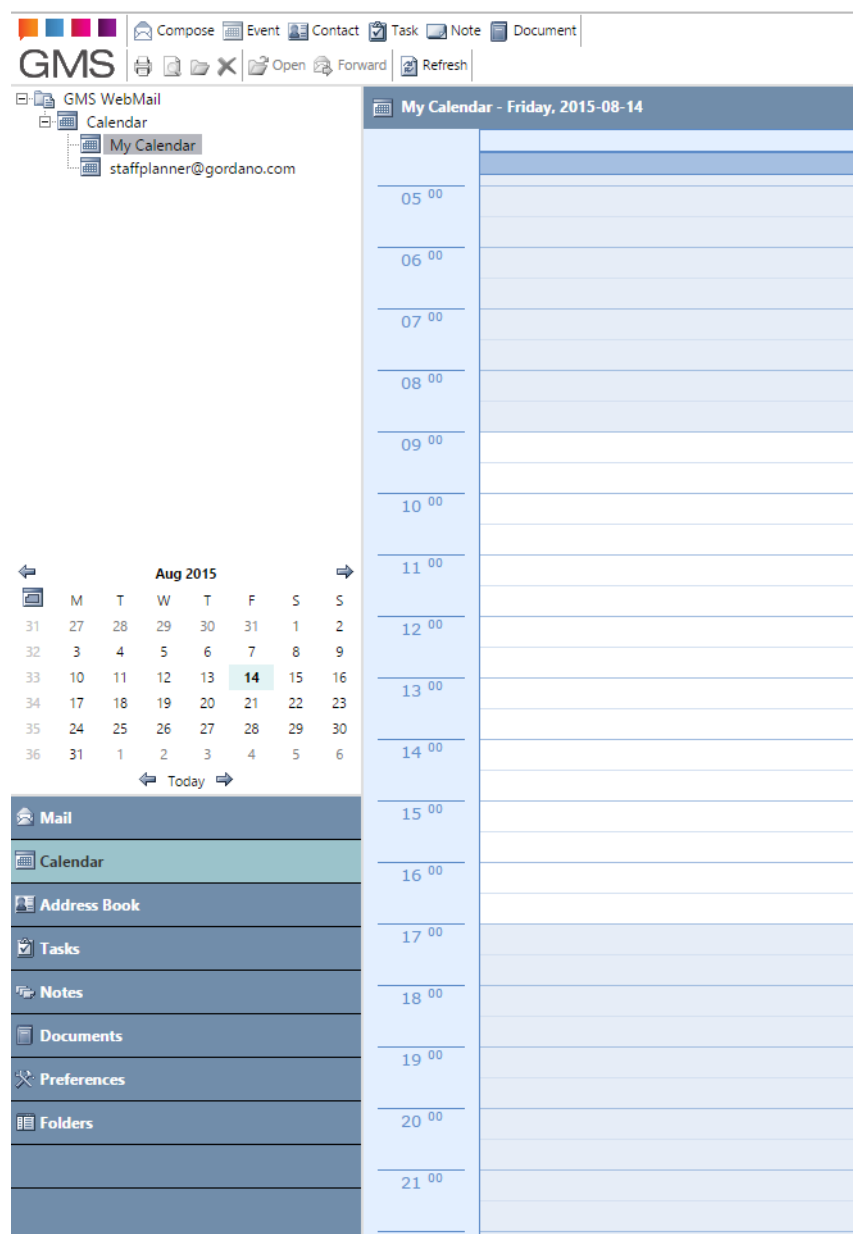 Compose Event Contact Task Note Document
GMS Open Forward Refresh
GMS WebMail
Calendar
My Calendar
staffplanner@gordano.com
Aug 2015
M T W T F S S
31 27 28 29 30 31 1 2
32 3 4 5 6 7 8 9
33 10 11 12 13 14 15 16
34 17 18 19 20 21 22 23
35 24 25 26 27 28 29 30
36 31 1 2 3 4 5 6
Today
Mail
Calendar
Address Book
Tasks
Notes
Documents
Preferences
Folders
My Calendar - Friday, 2015-08-14
05 00
06 00
07 00
08 00
09 00
10 00
11 00
12 00
13 00
14 00
15 00
16 00
17 00
18 00
19 00
20 00
21 00